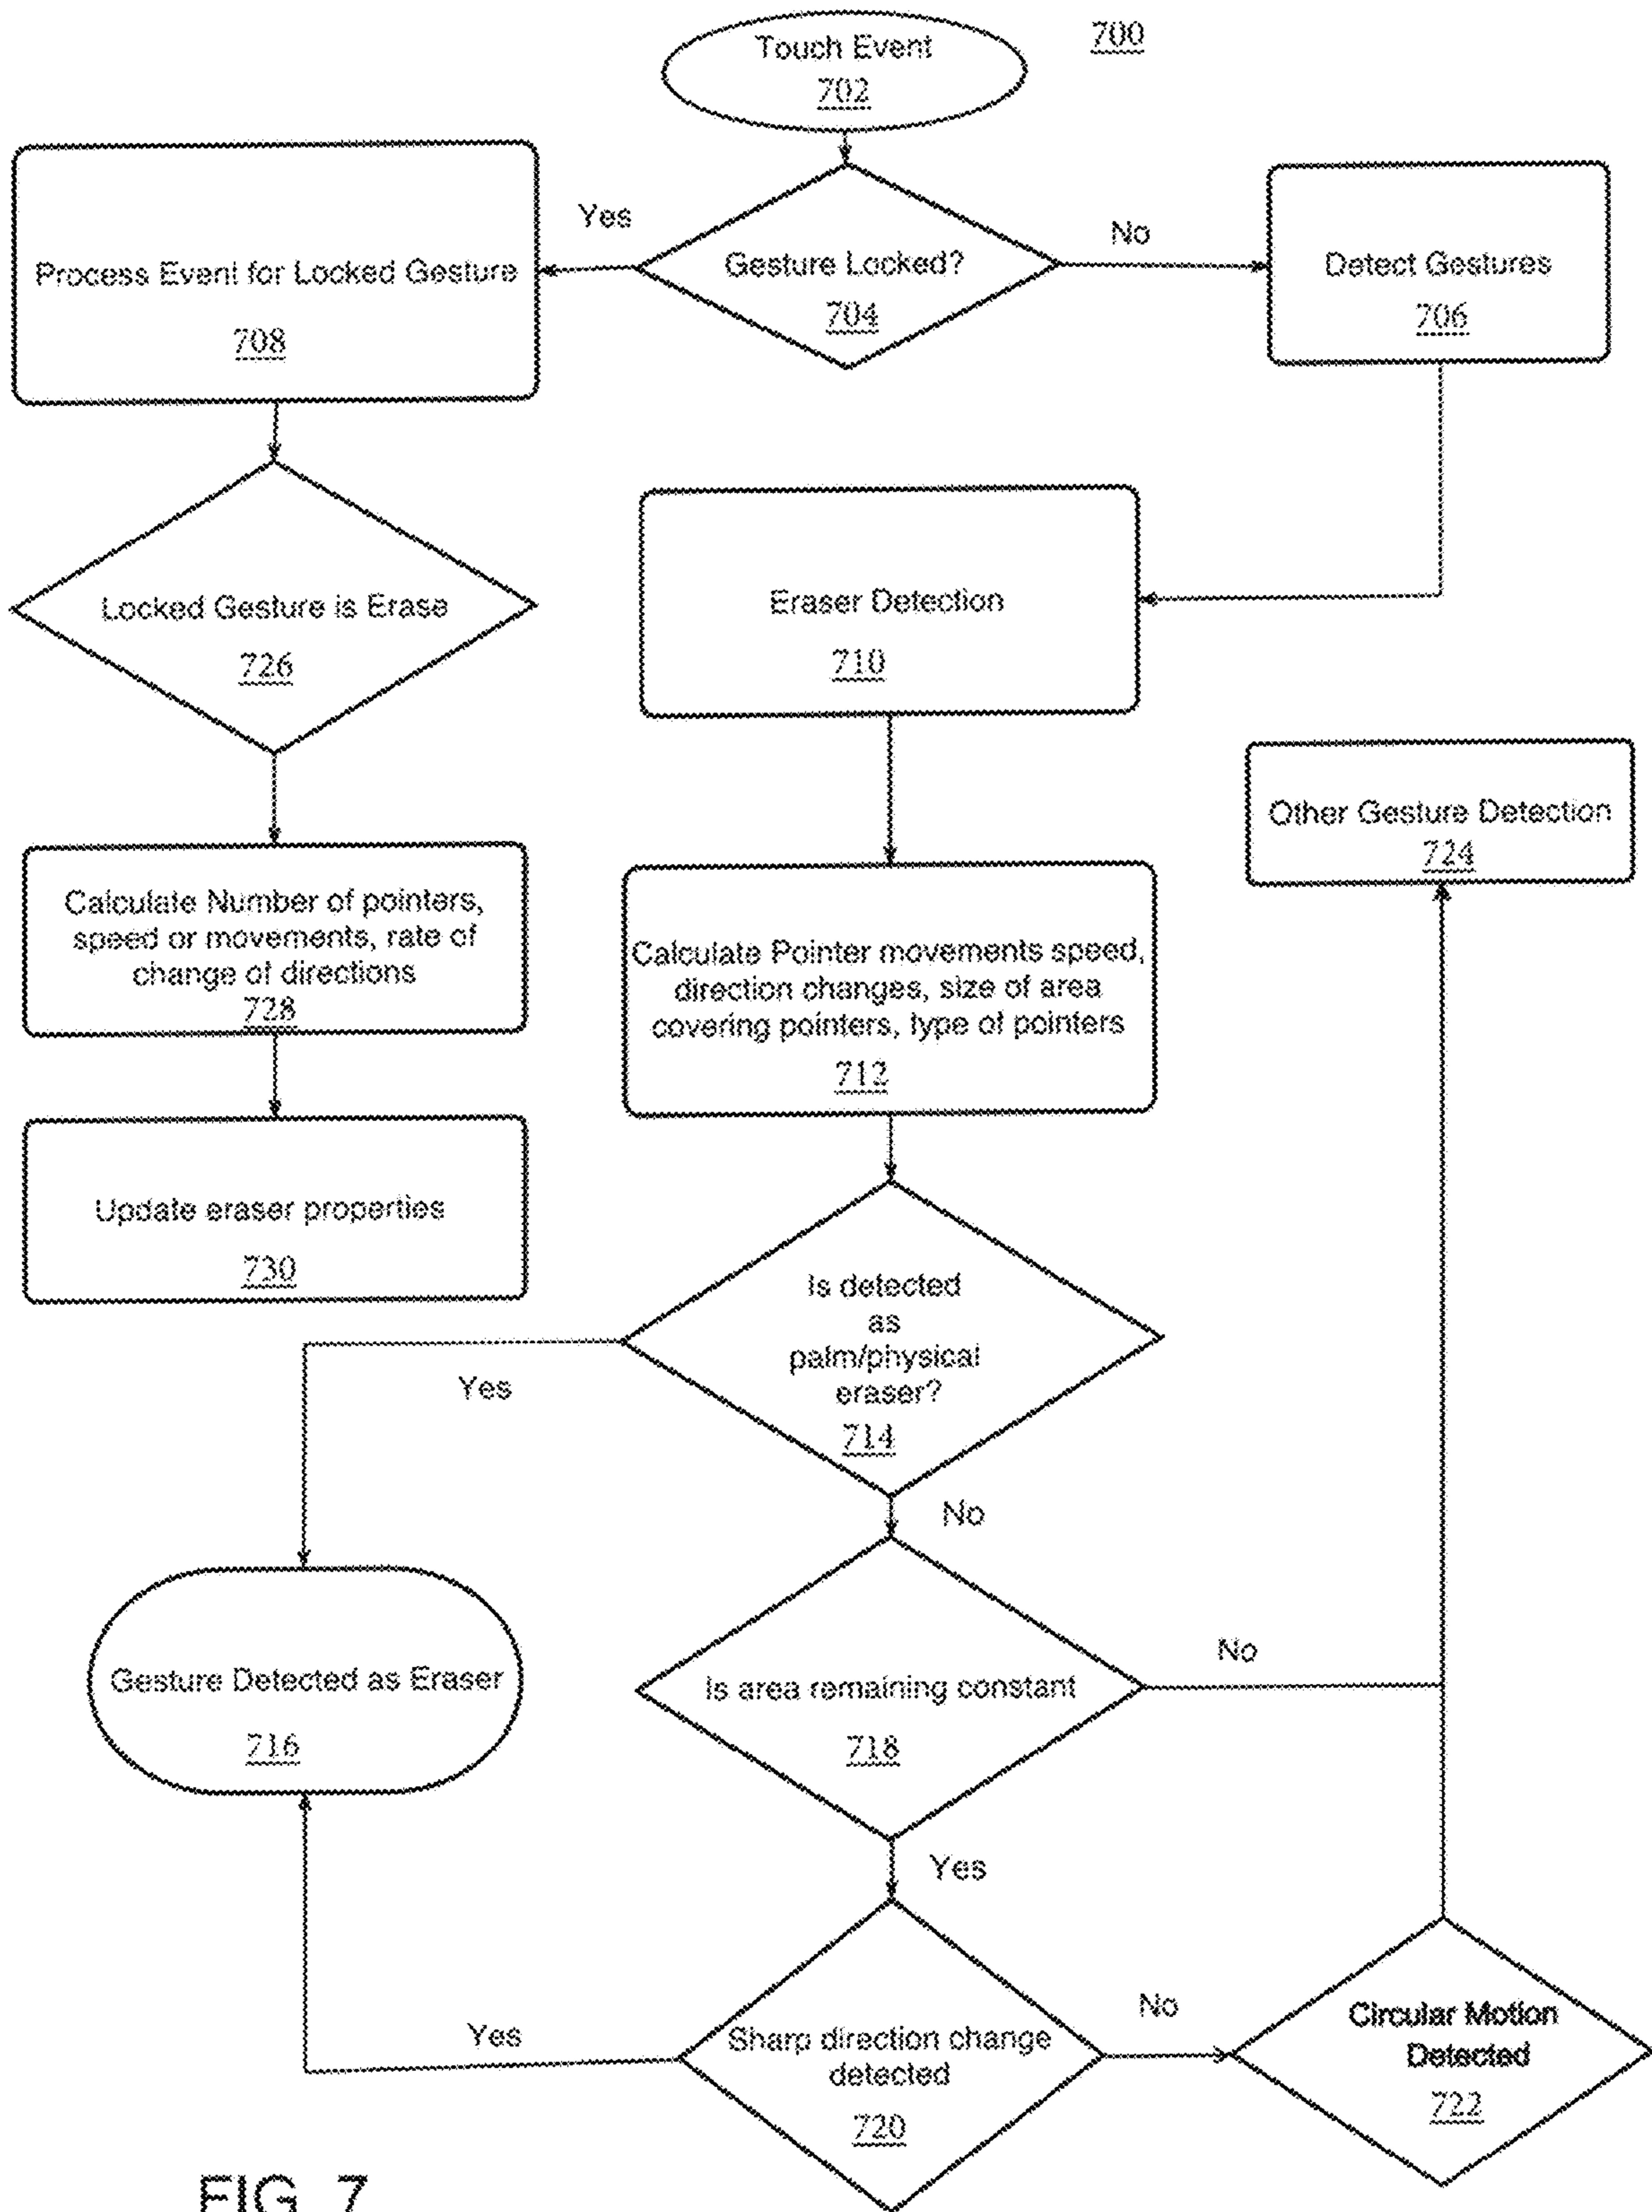 Touch Event
702
700
Yes
No
Process Event for Locked Gesture
708
Gesture Locked?
704
Detect Gestures
706
Locked Gesture is Erase
726
Eraser Detection
710
Other Gesture Detection
724
Calculate Number of pointers,
speed or movements, rate of
change of directions
728
Calculate Pointer movements speed,
direction changes, size of area
covering pointers, type of pointers
712
Update eraser properties
730
Is detected
as
palm/physical
eraser?
714
Yes
No
Gesture Detected as Eraser
716
Is area remaining constant
718
No
Yes
Sharp direction change
detected
720
Yes
No
Circular Motion
Detected
722
FIG. 7